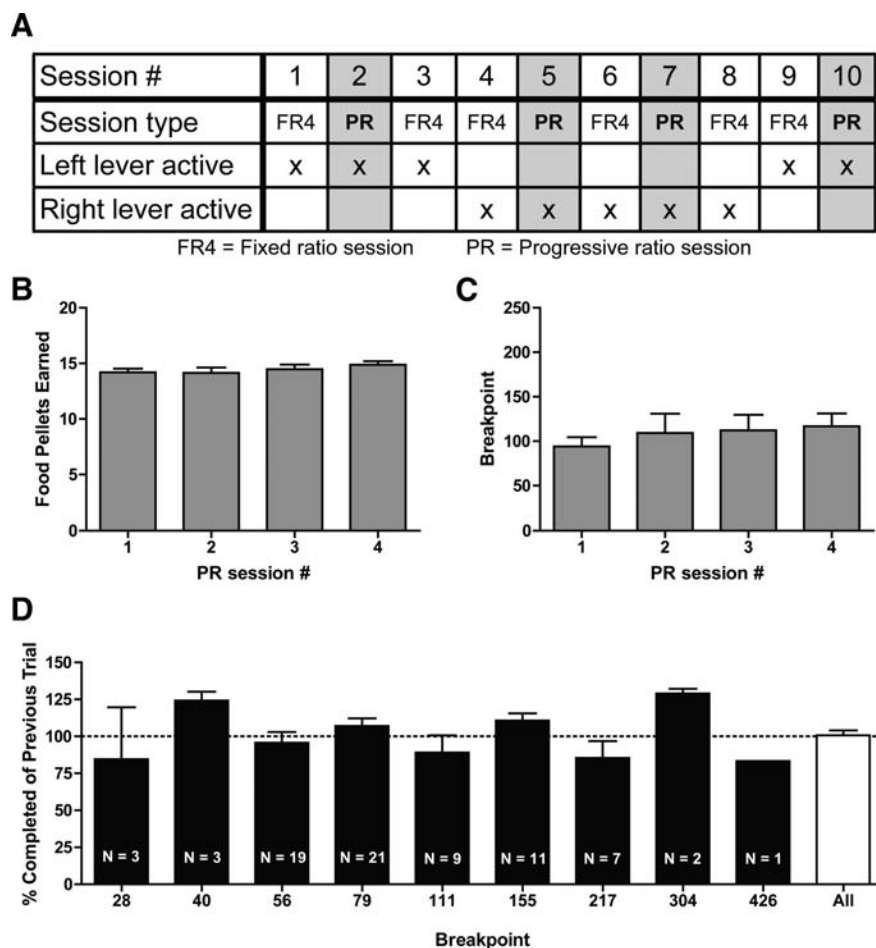 A
Session # 1 2 3 4 5 6 7 8 9 10
Session type FR4 PR FR4 FR4 PR FR4 PR FR4 FR4 PR
Left lever active x x x x x
Right lever active x x x x x
FR4 = Fixed ratio session PR = Progressive ratio session
B
20
15
10
5
0
Food Pellets Earned
1 2 3 4
PR session #
C
250
200
150
100
50
0
Breakpoint
1 2 3 4
PR session #
D
150
125
100
75
50
25
0
% Completed of Previous Trial
N = 3 N = 3 N = 19 N = 21 N = 9 N = 11 N = 7 N = 2 N = 1
28 40 56 79 111 155 217 304 426 All
Breakpoint